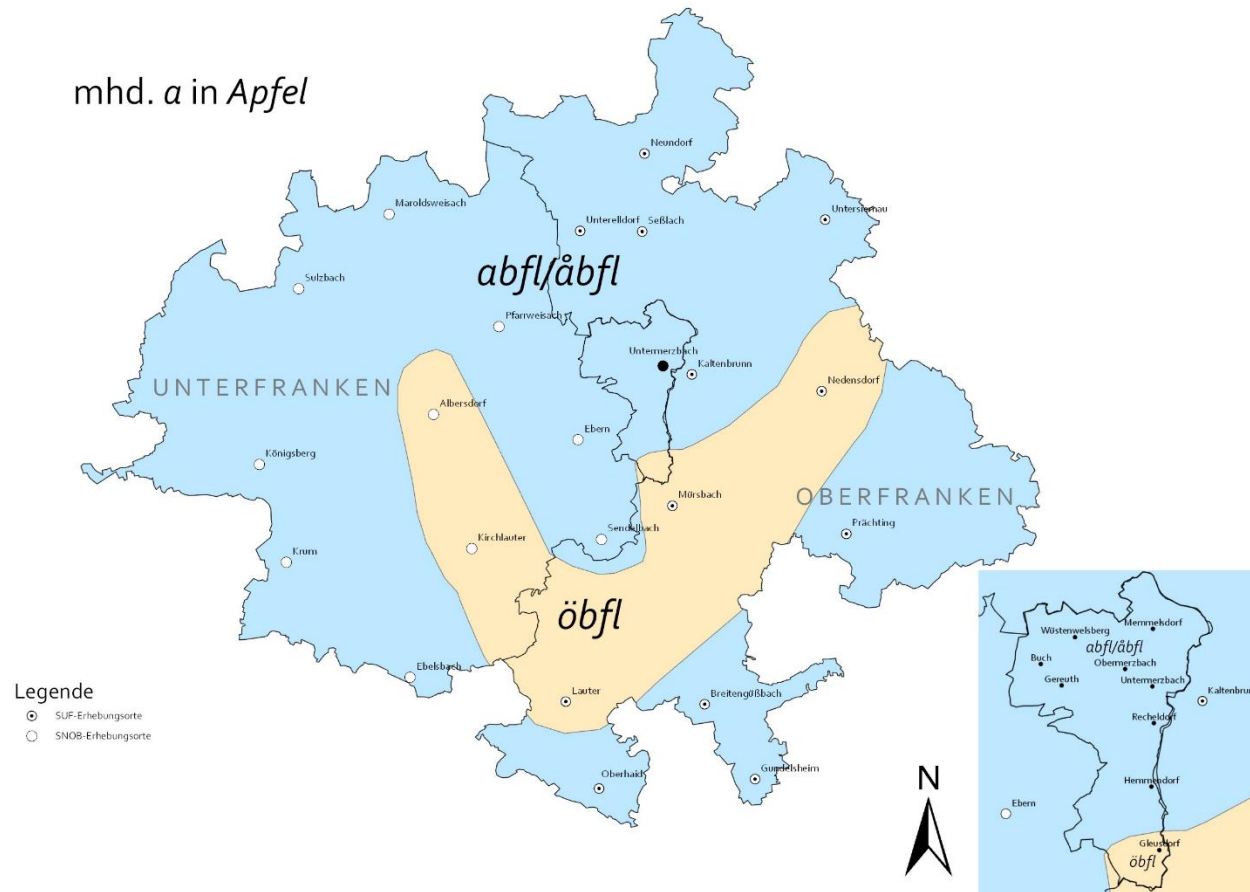 mhd. a in Apfel
Neundorf
Maroldsweisach
Untersiemau
Unterelldorf
Seßlach
abfl/åbfl
Sulzbach
Pfarrweisach
Untermerzbach
Kaltenbrunn
UNTERFRANKEN
Nedensdorf
Albersdorf
Ebern
Königsberg
Mürsbach
OBERFRANKEN
Prächting
Sendelbach
Kirchlauter
Krum
öbfl
Ebelsbach
Lauter
Breitengüßbach
Oberhaid
Gundelsheim
Legende
SUF-Erhebungsorte
SNOB-Erhebungsorte
N
Memmelsdorf
Wüstenwelsberg
abfl/åbfl
Buch
Obermerzbach
Gereuth
Untermerzbach
Kaltenbrunn
Recheldorf
Hemmendorf
Ebern
Gleusdorf
öbfl